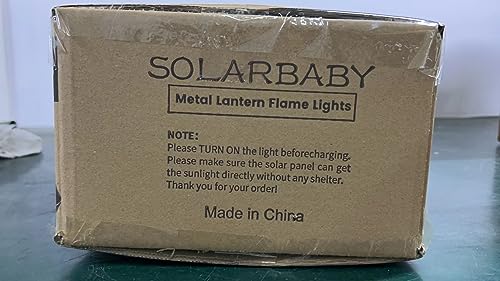 SOLARBABY
Metal Lantern Flame Lights
NOTE:
Please TURN ON the light beforecharging.
Please make sure the solar panel can get
the sunlight directly without any shelter.
Thank you for your order!
Made in China